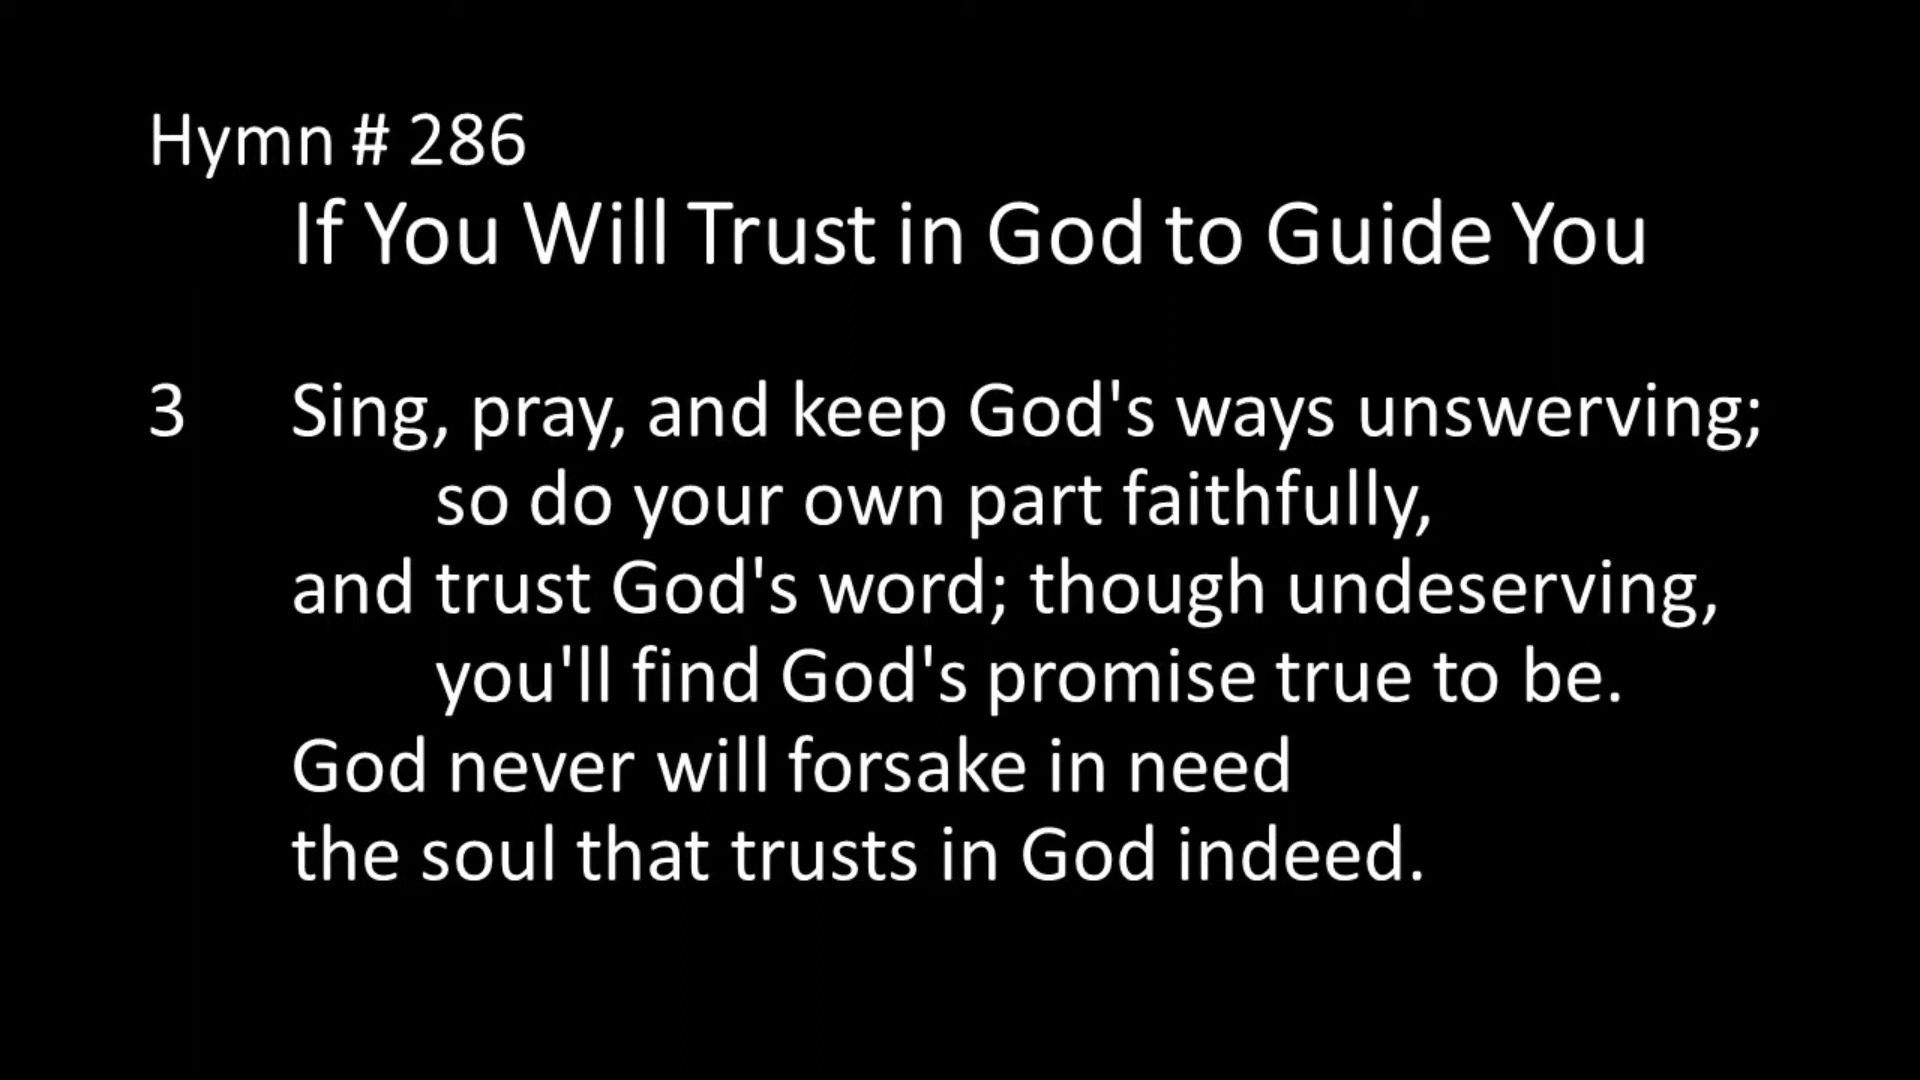 Hymn # 286
If You Will Trust in God to Guide You
3 Sing, pray, and keep God's ways unswerving;
so do your own part faithfully,
and trust God's word; though undeserving,
you'll find God's promise true to be.
God never will forsake in need
the soul that trusts in God indeed.